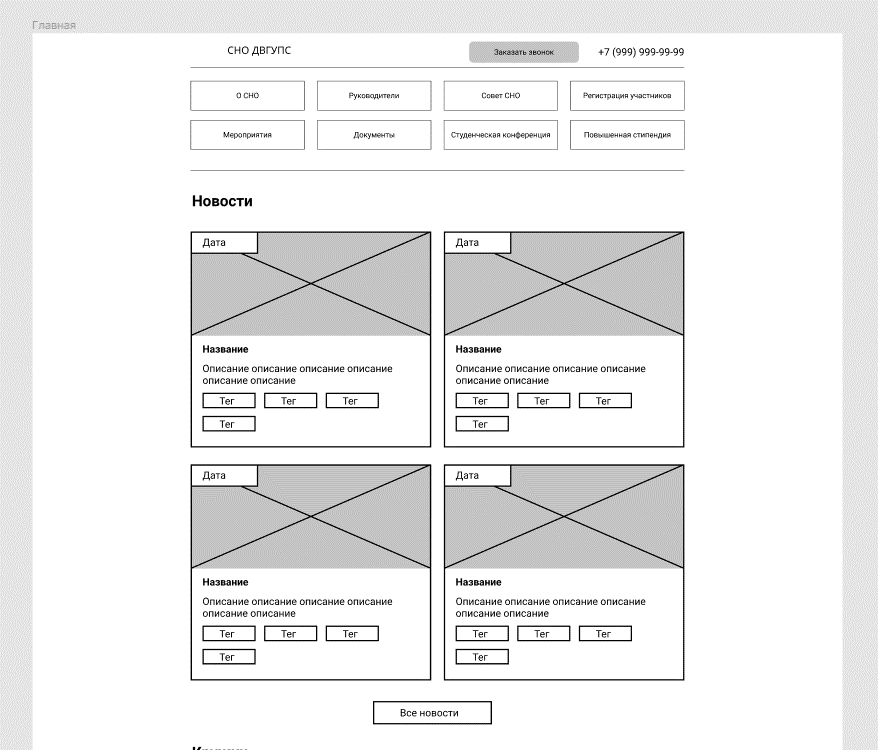 Главная
СНО ДВГУПС
Заказать звонок
+7 (999) 999-99-99
О СНО
Руководители
Совет СНО
Регистрация участников
Мероприятия
Документы
Студенческая конференция
Повышенная стипендия
Новости
Дата
Название
Описание описание описание описание
описание описание
Тег
Тег
Тег
Тег
Дата
Название
Описание описание описание описание
описание описание
Тег
Тег
Тег
Тег
Дата
Название
Описание описание описание описание
описание описание
Тег
Тег
Тег
Тег
Дата
Название
Описание описание описание описание
описание описание
Тег
Тег
Тег
Тег
Все новости